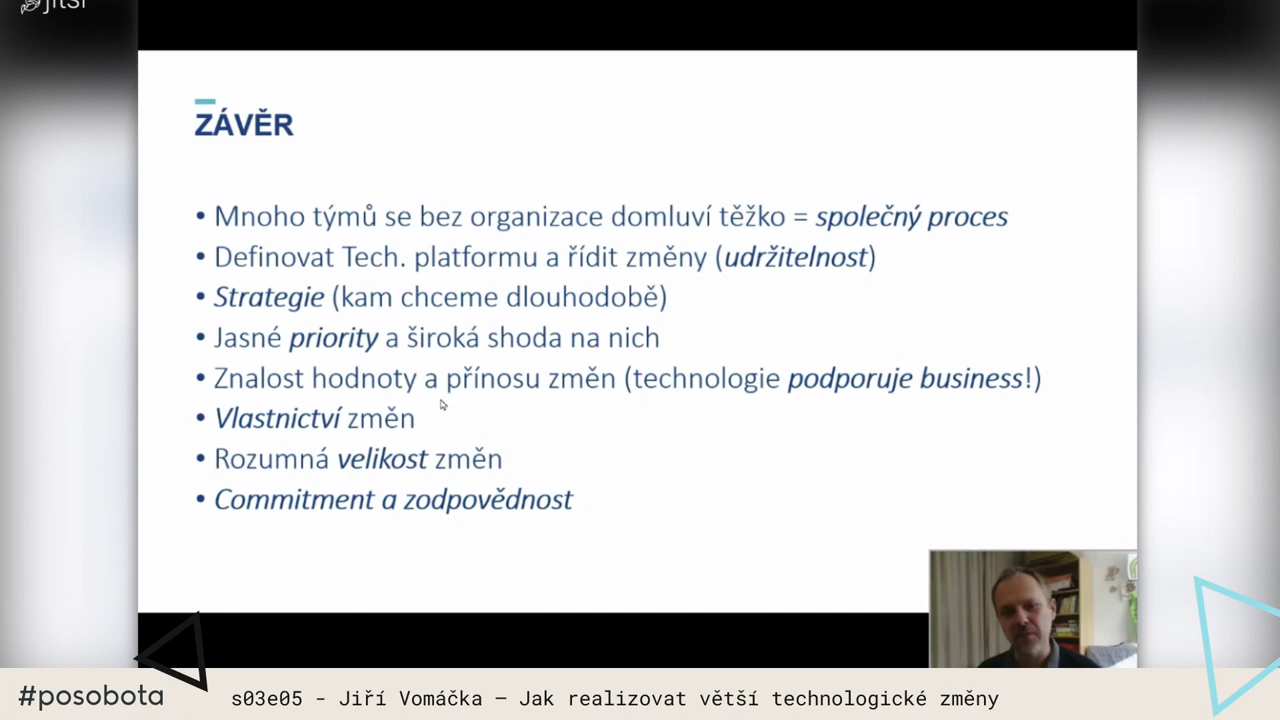 jitsi
ZÁVĚR
• Mnoho týmů se bez organizace domluví těžko = společný proces
• Definovat Tech. platformu a řídit změny (udržitelnost)
• Strategie (kam chceme dlouhodobě)
• Jasné priority a široká shoda na nich
• Znalost hodnoty a přínosu změn (technologie podporuje business!)
• Vlastnictví změn
• Rozumná velikost změn
• Commitment a zodpovědnost
#posobota s03e05 - Jiří Vomáčka – Jak realizovat větší technologické změny